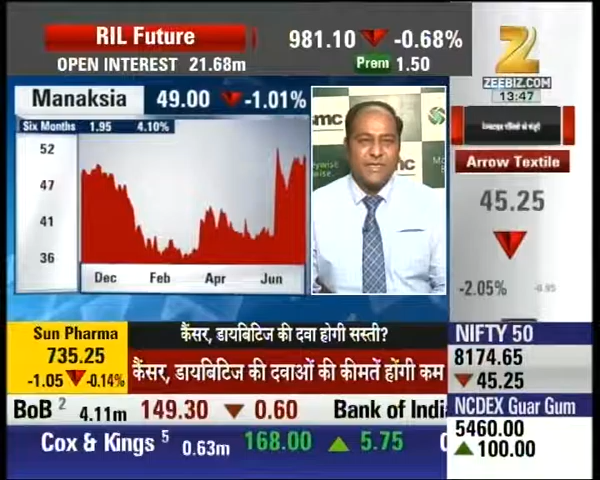 RIL Future
981.10 -0.68%
OPEN INTEREST 21.68m
Prem 1.50
ZEEBIZ.COM
13:47
Manaksia 49.00 -1.01%
Six Months 1.95 4.10%
52
47
41
36
Dec Feb Apr Jun
smc
Arrow Textile
45.25
-2.05% -0.95
Sun Pharma
735.25
-1.05 -0.14%
कैंसर, डायबिटिज की दवा होगी सस्ती?
कैंसर, डायबिटिज की दवाओं की कीमतें होंगी कम
NIFTY 50
8174.65
45.25
BoB 2 4.11m 149.30 0.60 Bank of Indi
NCDEX Guar Gum
5460.00
100.00
Cox & Kings 5 0.63m 168.00 5.75